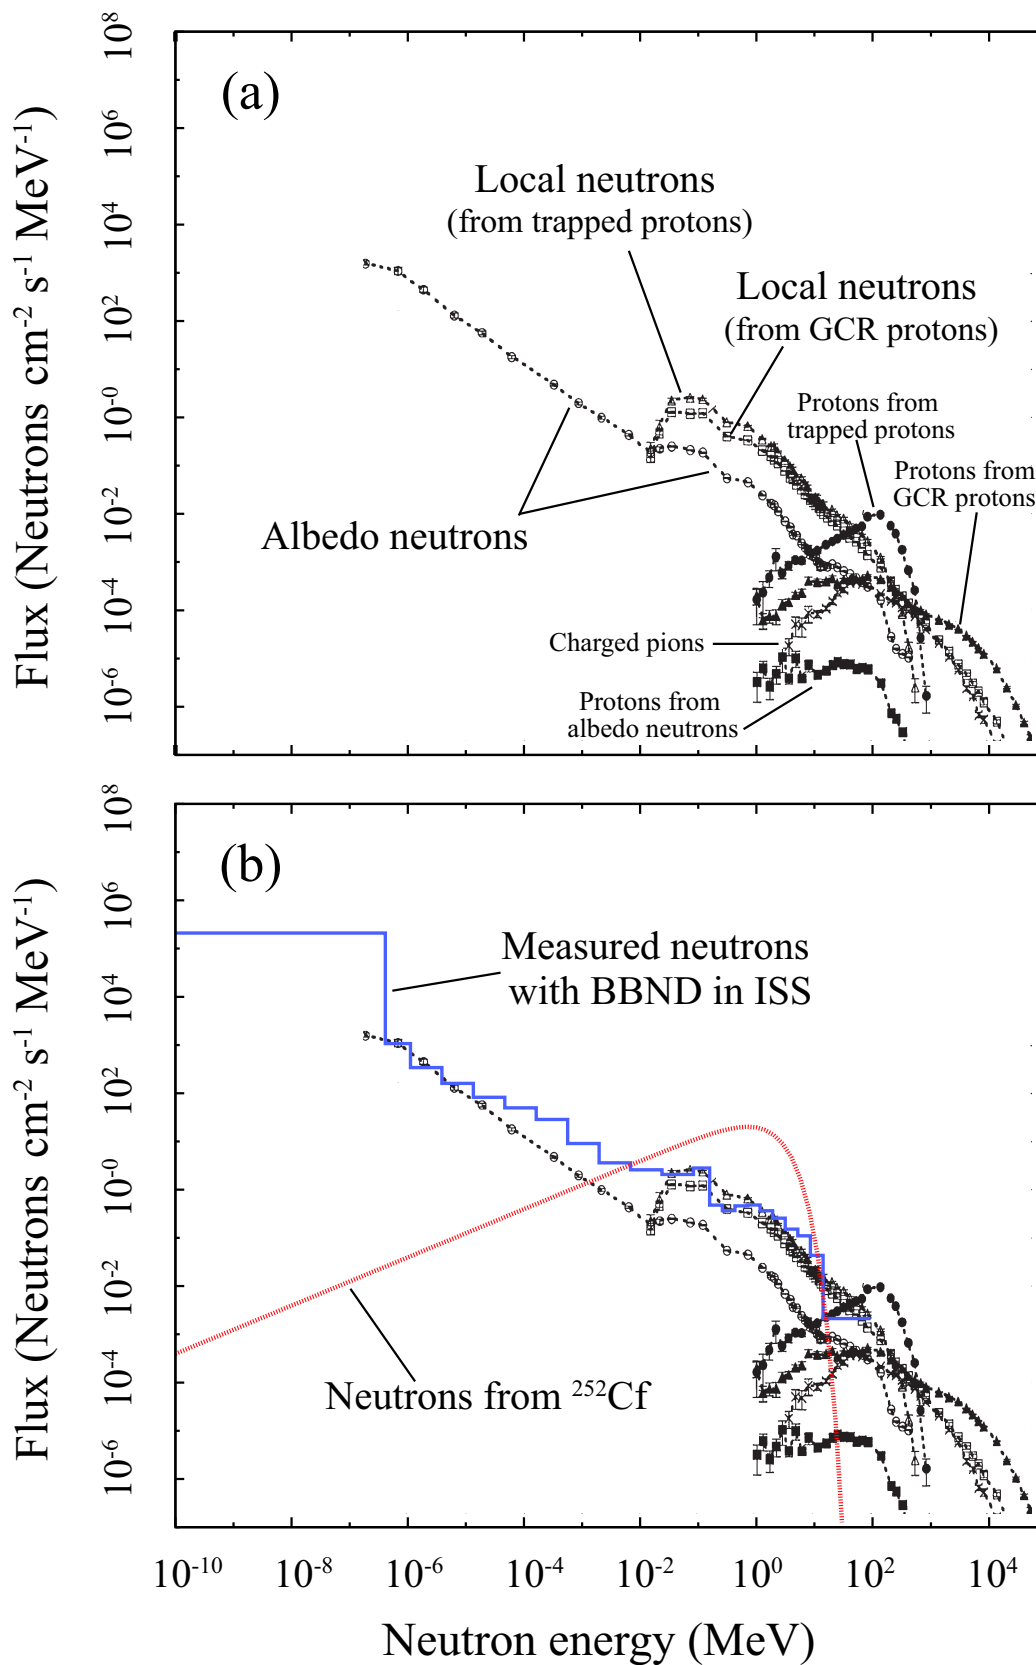 10⁸
10⁶
10⁴
10²
10⁻⁰
10⁻²
10⁻⁴
10⁻⁶
Flux (Neutrons cm⁻² s⁻¹ MeV⁻¹)
(a)
Local neutrons
(from trapped protons)
Local neutrons
(from GCR protons)
Protons from
trapped protons
Protons from
GCR protons
Albedo neutrons
Charged pions
Protons from
albedo neutrons
10⁸
10⁶
10⁴
10²
10⁻⁰
10⁻²
10⁻⁴
10⁻⁶
Flux (Neutrons cm⁻² s⁻¹ MeV⁻¹)
(b)
Measured neutrons
with BBND in ISS
Neutrons from ²⁵²Cf
10⁻¹⁰ 10⁻⁸ 10⁻⁶ 10⁻⁴ 10⁻² 10⁰ 10² 10⁴
Neutron energy (MeV)